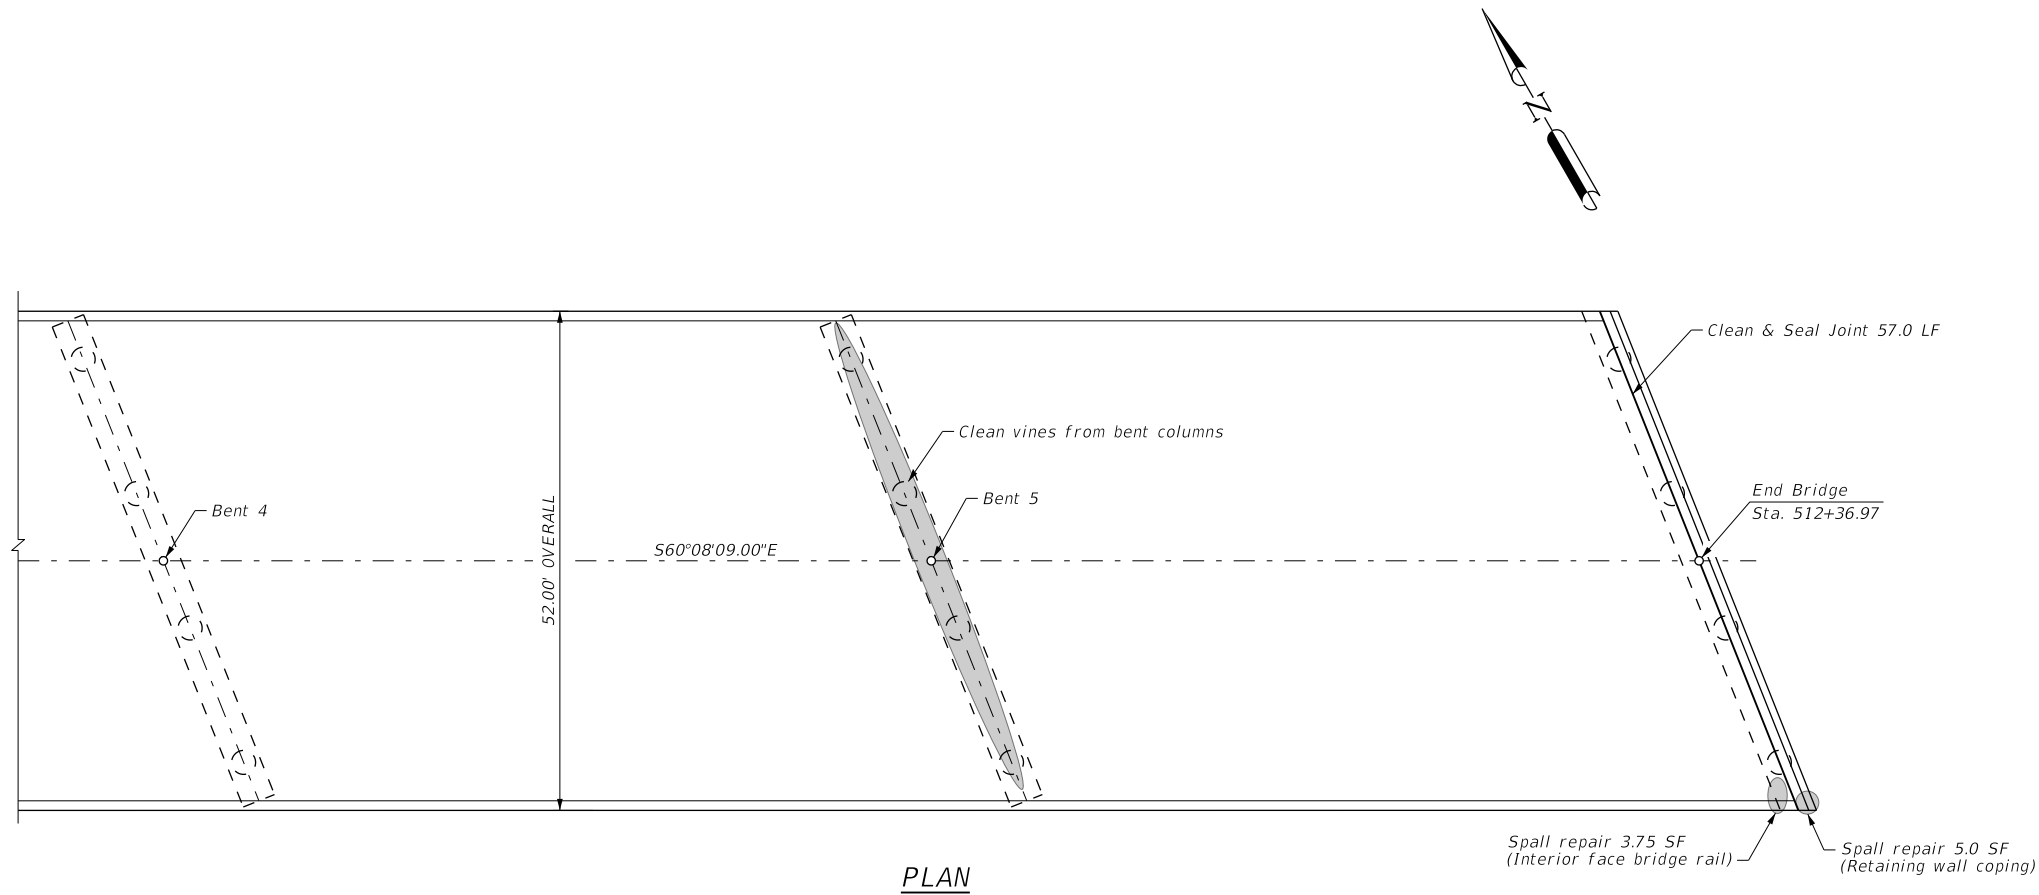 N
Clean & Seal Joint 57.0 LF
Clean vines from bent columns
Bent 4
Bent 5
End Bridge
Sta. 512+36.97
52.00' OVERALL
S60°08'09.00"E
Spall repair 3.75 SF
(Interior face bridge rail)
Spall repair 5.0 SF
(Retaining wall coping)
PLAN